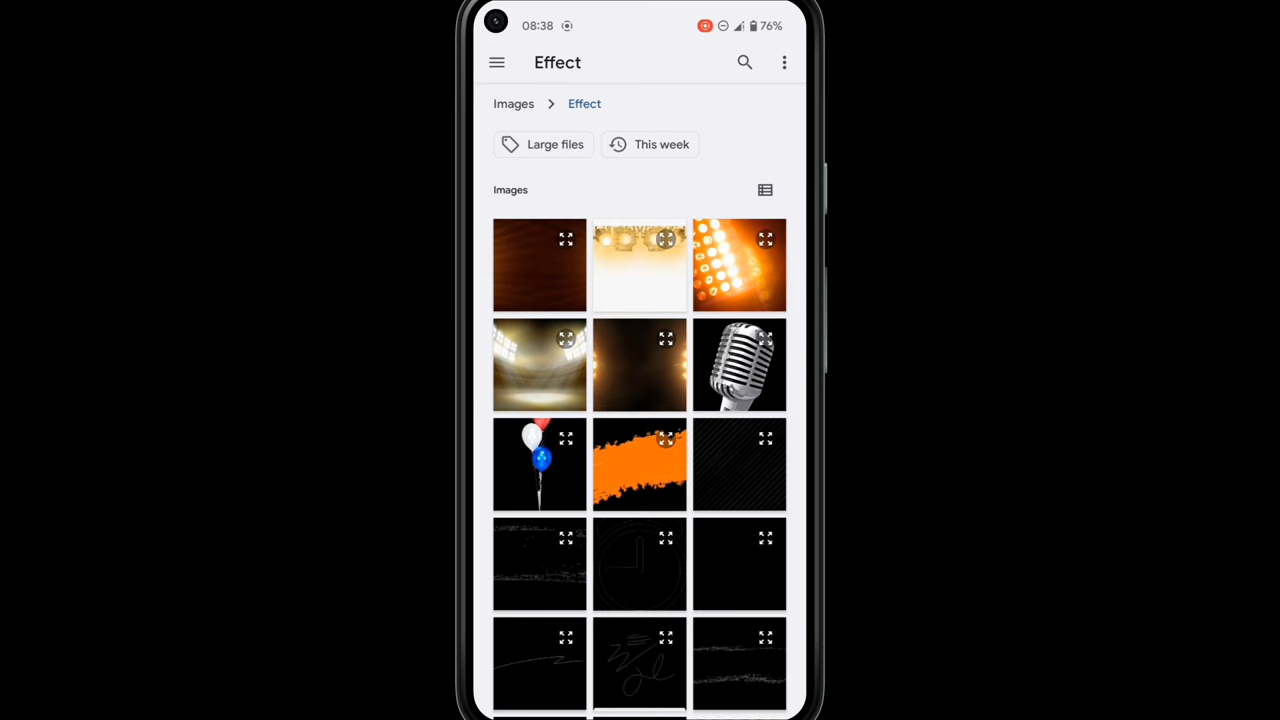 08:38 76%
Effect
Images > Effect
Large files This week
Images